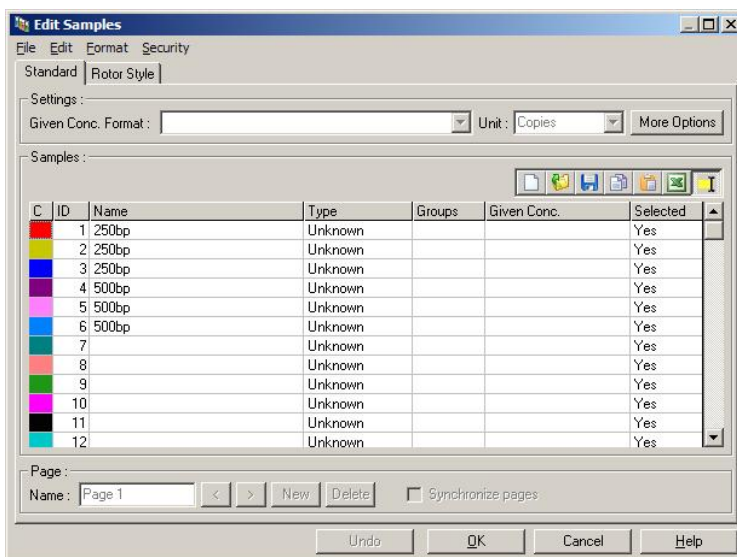 Edit Samples
File Edit Format Security
Standard Rotor Style
Settings :
Given Conc. Format : Unit : Copies More Options
Samples :
C ID Name Type Groups Given Conc. Selected
1 250bp Unknown Yes
2 250bp Unknown Yes
3 250bp Unknown Yes
4 500bp Unknown Yes
5 500bp Unknown Yes
6 500bp Unknown Yes
7 Unknown Yes
8 Unknown Yes
9 Unknown Yes
10 Unknown Yes
11 Unknown Yes
12 Unknown Yes
Page :
Name : Page 1 < > New Delete Synchronize pages
Undo OK Cancel Help